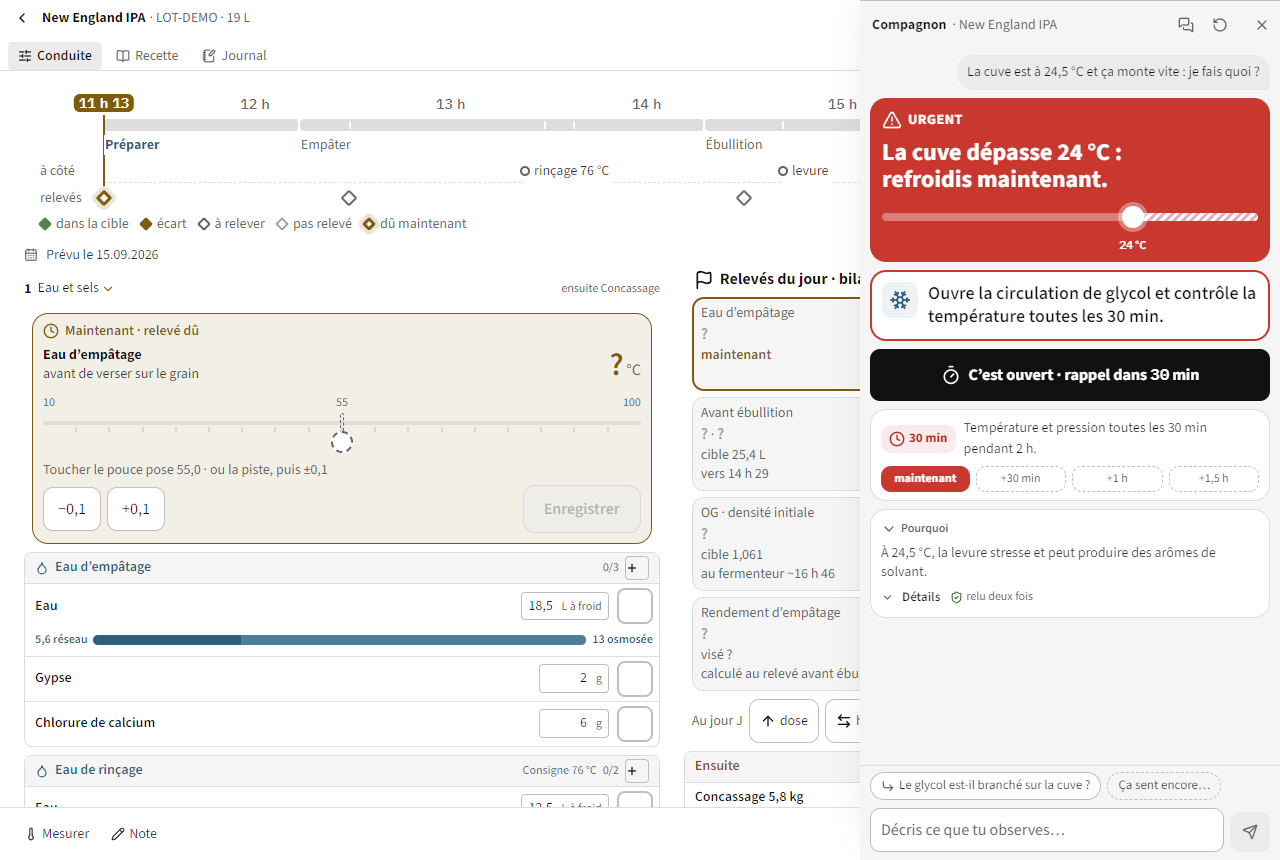 New England IPA · LOT-DEMO · 19 L
Conduite
Recette
Journal
11 h 13
12 h
13 h
14 h
15 h
Préparer
Empâter
Ébullition
à côté
rinçage 76 °C
levure
relevés
dans la cible
écart
à relever
pas relevé
dû maintenant
Prévu le 15.09.2026
1 Eau et sels
ensuite Concassage
Maintenant · relevé dû
Eau d’empâtage
avant de verser sur le grain
? °C
10
55
100
Toucher le pouce pose 55,0 · ou la piste, puis ±0,1
−0,1
+0,1
Enregistrer
Eau d’empâtage
0/3
+
Eau
18,5 L à froid
5,6 réseau
13 osmosée
Gypse
2 g
Chlorure de calcium
6 g
Eau de rinçage
Consigne 76 °C 0/2
+
Mesurer
Note
Relevés du jour ·
Eau d’empâtage
?
maintenant
Avant ébullition
? · ?
cible 25,4 L
vers 14 h 29
OG · densité initiale
?
cible 1,061
au fermenteur ~16 h 46
Rendement d’empâtage
?
visé ?
calculé au relevé avant
Au jour J
dose
Ensuite
Concassage 5,8 kg
Compagnon · New England IPA
La cuve est à 24,5 °C et ça monte vite : je fais quoi ?
URGENT
La cuve dépasse 24 °C :
refroidis maintenant.
24 °C
Ouvre la circulation de glycol et contrôle la
température toutes les 30 min.
C’est ouvert · rappel dans 30 min
30 min
Température et pression toutes les 30 min
pendant 2 h.
maintenant
+30 min
+1 h
+1,5 h
Pourquoi
À 24,5 °C, la levure stresse et peut produire des arômes de
solvant.
Détails
relu deux fois
Le glycol est-il branché sur la cuve ?
Ça sent encore…
Décris ce que tu observes…